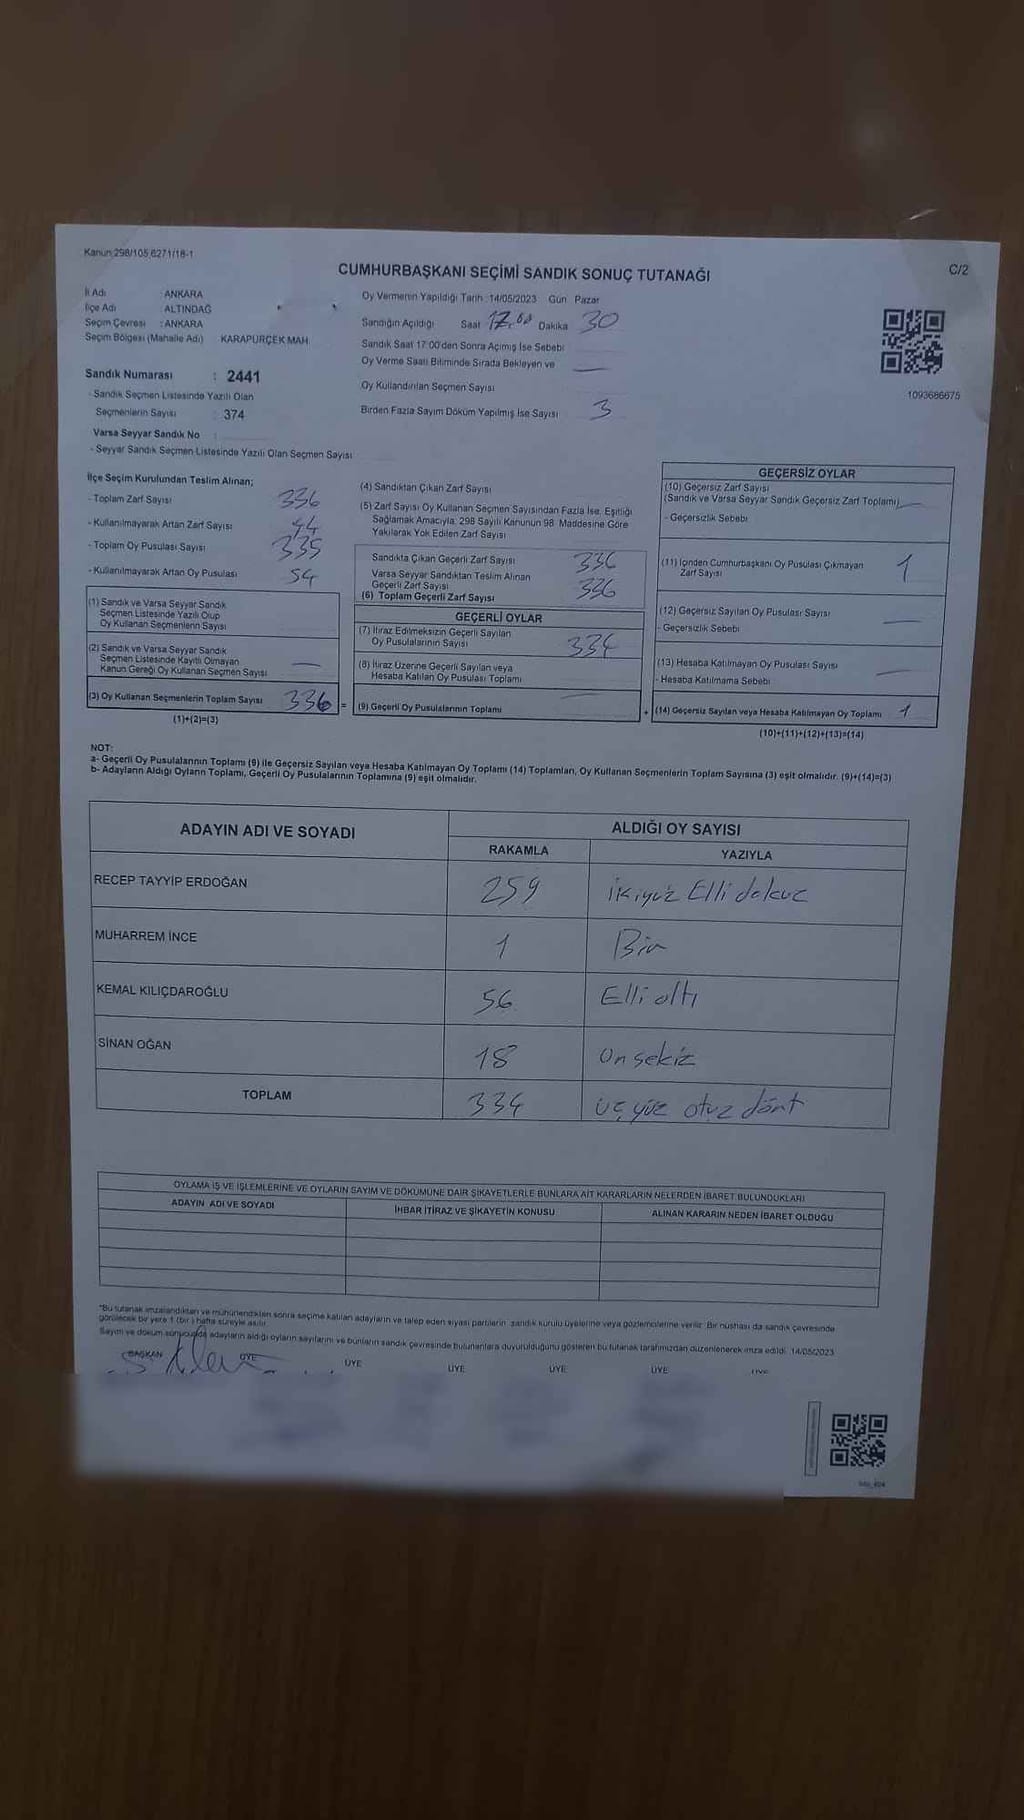 Kanun:298/105,6271/18-1
C/2
CUMHURBAŞKANI SEÇİMİ SANDIK SONUÇ TUTANAĞI
İl Adı : ANKARA
İlçe Adı : ALTINDAĞ
Seçim Çevresi : ANKARA
Seçim Bölgesi (Mahalle Adı) KARAPÜRÇEK MAH.
Oy Vermenin Yapıldığı Tarih :14/05/2023 Gün Pazar
Sandığın Açıldığı Saat 17.00 Dakika 30
Sandık Saat 17:00'den Sonra Açımış İse Sebebi
Oy Verme Saati Bitiminde Sırada Bekleyen ve
Oy Kullandırılan Seçmen Sayısı
Birden Fazla Sayım Döküm Yapılmış İse Sayısı 3
1093686675
Sandık Numarası : 2441
- Sandık Seçmen Listesinde Yazılı Olan
Seçmenlerin Sayısı 374
Varsa Seyyar Sandık No :
- Seyyar Sandık Seçmen Listesinde Yazılı Olan Seçmen Sayısı
İlçe Seçim Kurulundan Teslim Alınan;
- Toplam Zarf Sayısı 336
- Kullanılmayarak Artan Zarf Sayısı 44
- Toplam Oy Pusulası Sayısı 335
- Kullanılmayarak Artan Oy Pusulası 54
(1) Sandık ve Varsa Seyyar Sandık
Seçmen Listesinde Yazılı Olup
Oy Kullanan Seçmenlerin Sayısı
(2) Sandık ve Varsa Seyyar Sandık
Seçmen Listesinde Kayıtlı Olmayan
Kanun Gereği Oy Kullanan Seçmen Sayısı
(3) Oy Kullanan Seçmenlerin Toplam Sayısı 336 =
(1)+(2)=(3)
(4) Sandıktan Çıkan Zarf Sayısı
(5) Zarf Sayısı Oy Kullanan Seçmen Sayısından Fazla İse, Eşitliği
Sağlamak Amacıyla, 298 Sayılı Kanunun 98. Maddesine Göre
Yakılarak Yok Edilen Zarf Sayısı
Sandıkta Çıkan Geçerli Zarf Sayısı 336
Varsa Seyyar Sandıktan Teslim Alınan
Geçerli Zarf Sayısı 336
(6) Toplam Geçerli Zarf Sayısı
GEÇERLİ OYLAR
(7) İtiraz Edilmeksizin Geçerli Sayılan
Oy Pusulalarının Sayısı 334
(8) İtiraz Üzerine Geçerli Sayılan veya
Hesaba Katılan Oy Pusulası Toplamı
(9) Geçerli Oy Pusulalarının Toplamı +
GEÇERSİZ OYLAR
(10) Geçersiz Zarf Sayısı
(Sandık ve Varsa Seyyar Sandık Geçersiz Zarf Toplamı)
- Geçersizlik Sebebi
(11) İçinden Cumhurbaşkanı Oy Pusulası Çıkmayan
Zarf Sayısı 1
(12) Geçersiz Sayılan Oy Pusulası Sayısı
- Geçersizlik Sebebi
(13) Hesaba Katılmayan Oy Pusulası Sayısı
- Hesaba Katılmama Sebebi
(14) Geçersiz Sayılan veya Hesaba Katılmayan Oy Toplamı 1
(10)+(11)+(12)+(13)=(14)
NOT:
a- Geçerli Oy Pusulalarının Toplamı (9) ile Geçersiz Sayılan veya Hesaba Katılmayan Oy Toplamı (14) Toplamları, Oy Kullanan Seçmenlerin Toplam Sayısına (3) eşit olmalıdır. (9)+(14)=(3)
b- Adayların Aldığı Oyların Toplamı, Geçerli Oy Pusulalarının Toplamına (9) eşit olmalıdır.
ADAYIN ADI VE SOYADI
ALDIĞI OY SAYISI
RAKAMLA
YAZIYLA
RECEP TAYYİP ERDOĞAN 259 ikiyüz Elli dokuz
MUHARREM İNCE 1 Bir
KEMAL KILIÇDAROĞLU 56 Elli altı
SİNAN OĞAN 18 on sekiz
TOPLAM 334 üç yüz otuz dört
OYLAMA İŞ VE İŞLEMLERİNE VE OYLARIN SAYIM VE DÖKÜMÜNE DAİR ŞİKAYETLERLE BUNLARA AİT KARARLARIN NELERDEN İBARET BULUNDUKLARI
ADAYIN ADI VE SOYADI
İHBAR İTİRAZ VE ŞİKAYETİN KONUSU
ALINAN KARARIN NEDEN İBARET OLDUĞU
*Bu tutanak imzalandıktan ve mühürlendikten sonra seçime katılan adayların ve talep eden siyasi partilerin sandık kurulu üyelerine veya gözlemcilerine verilir. Bir nüshası da sandık çevresinde
görülecek bir yere 1 (bir) hafta süreyle asılır.
Sayım ve döküm sonucunda adayların aldığı oyların sayılarını ve bunların sandık çevresinde bulunanlara duyurulduğunu gösteren bu tutanak tarafımızdan düzenlenerek imza edildi. 14/05/2023
BAŞKAN ÜYE ÜYE ÜYE ÜYE ÜYE ÜYE